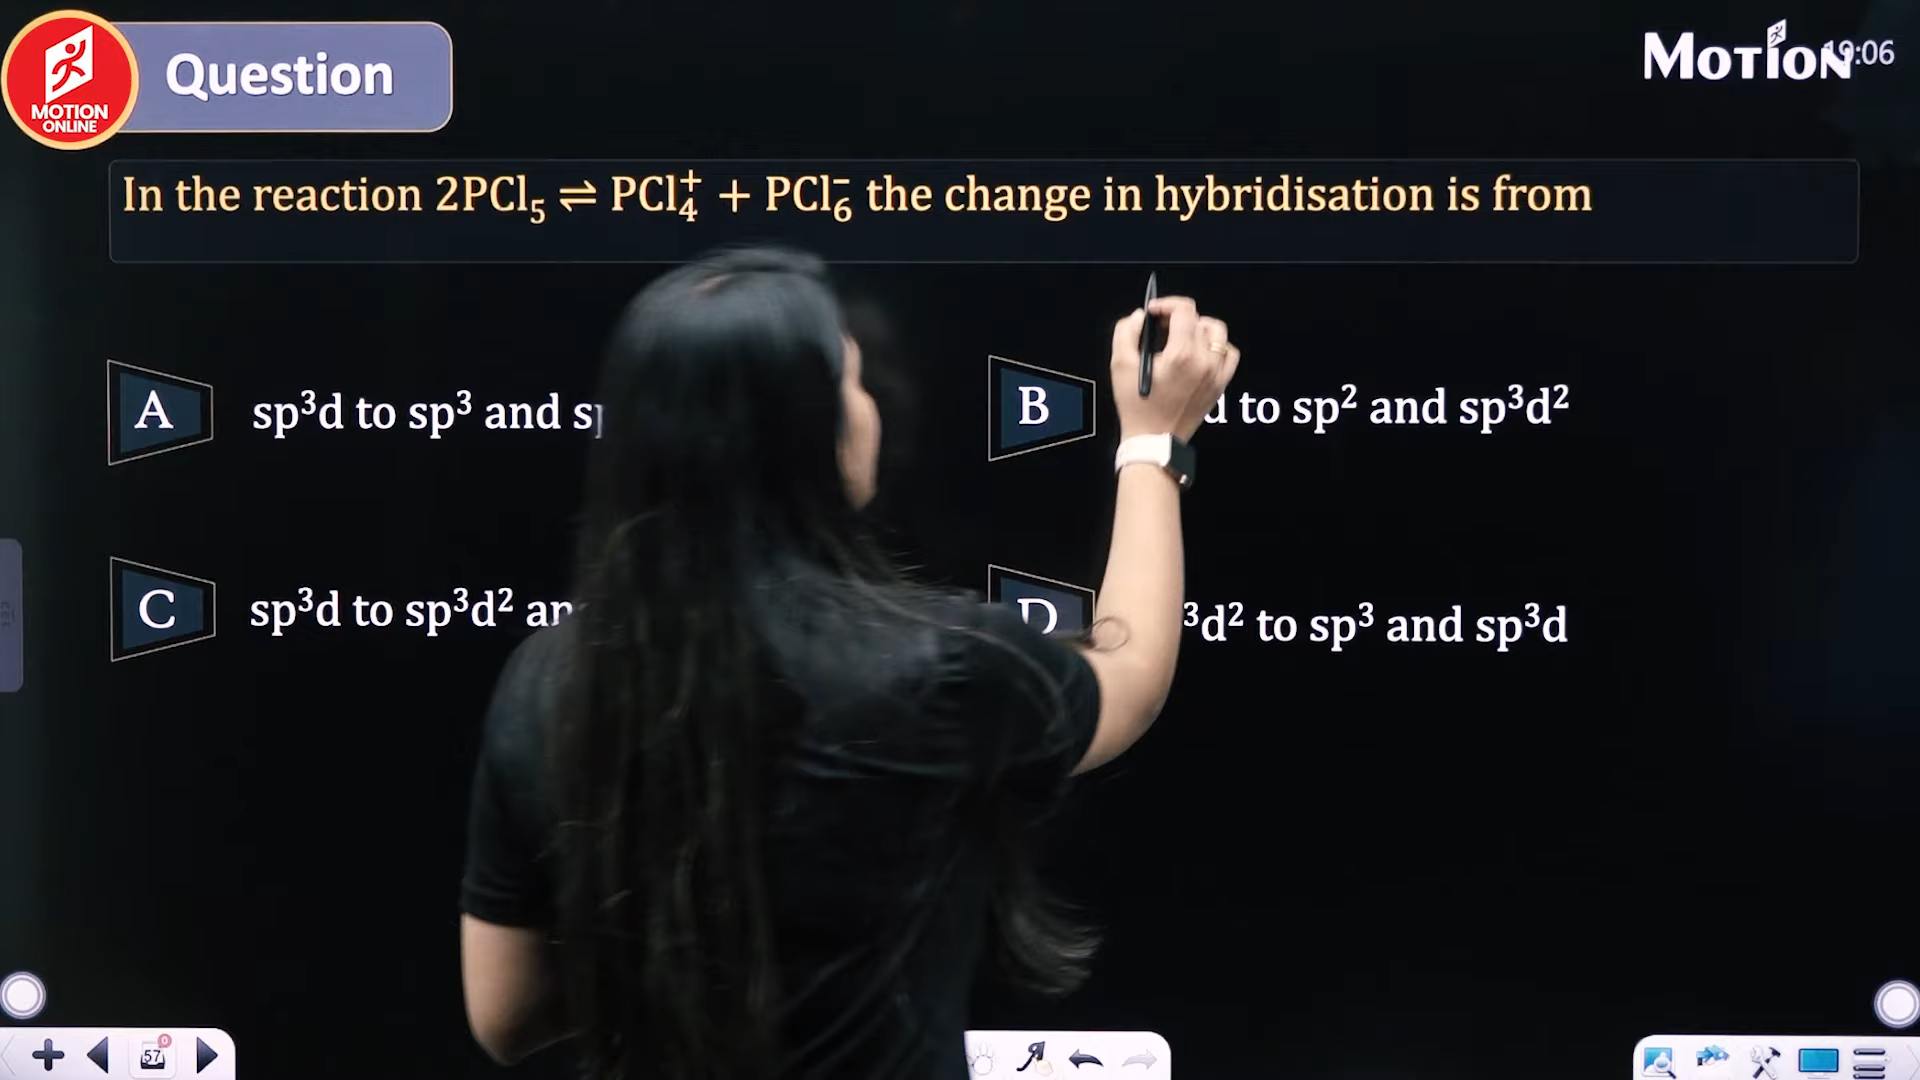 MOTION
ONLINE
Question
MOTION
19:06
In the reaction 2PCl₅ ⇌ PCl₄⁺ + PCl₆⁻ the change in hybridisation is from
A sp³d to sp³ and
B d to sp² and sp³d²
C sp³d to sp³d²
D ³d² to sp³ and sp³d
57
0